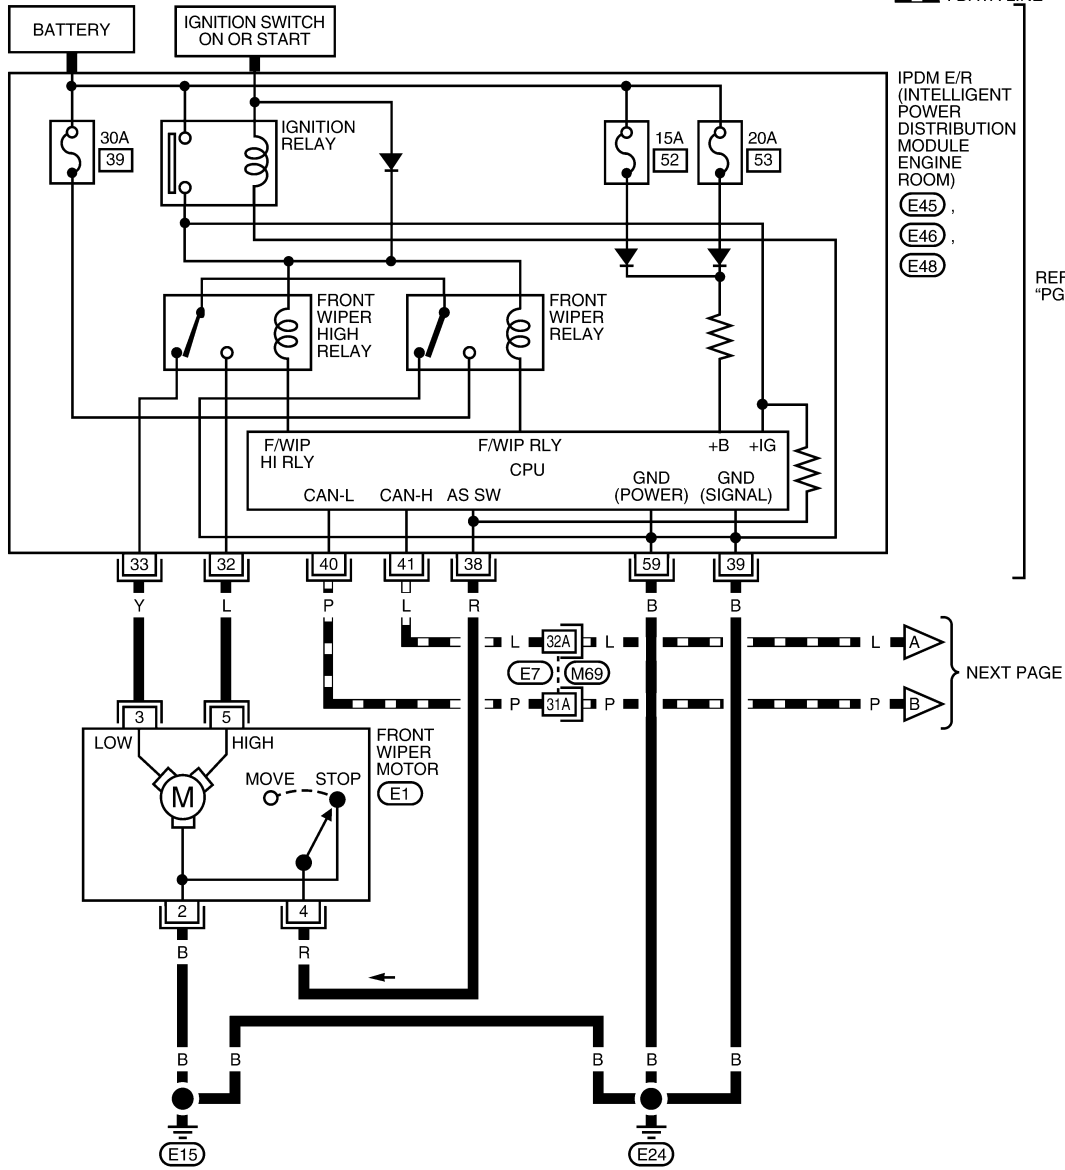 BATTERY
IGNITION SWITCH
ON OR START
IPDM E/R
(INTELLIGENT
POWER
DISTRIBUTION
MODULE
ENGINE
ROOM)
E45 ,
E46 ,
E48
30A
39
IGNITION
RELAY
15A
52
20A
53
REF
“PG
FRONT
WIPER
HIGH
RELAY
FRONT
WIPER
RELAY
F/WIP
HI RLY
F/WIP RLY
+B
+IG
CPU
CAN-L
CAN-H
AS SW
GND
(POWER)
GND
(SIGNAL)
33
32
40
41
38
59
39
Y
L
P
L
R
B
B
L
32A
L
L
A
E7
M69
NEXT PAGE
P
31A
P
P
B
3
5
LOW
HIGH
FRONT
WIPER
MOTOR
E1
M
MOVE
STOP
2
4
B
R
B
B
B
B
B
E15
E24